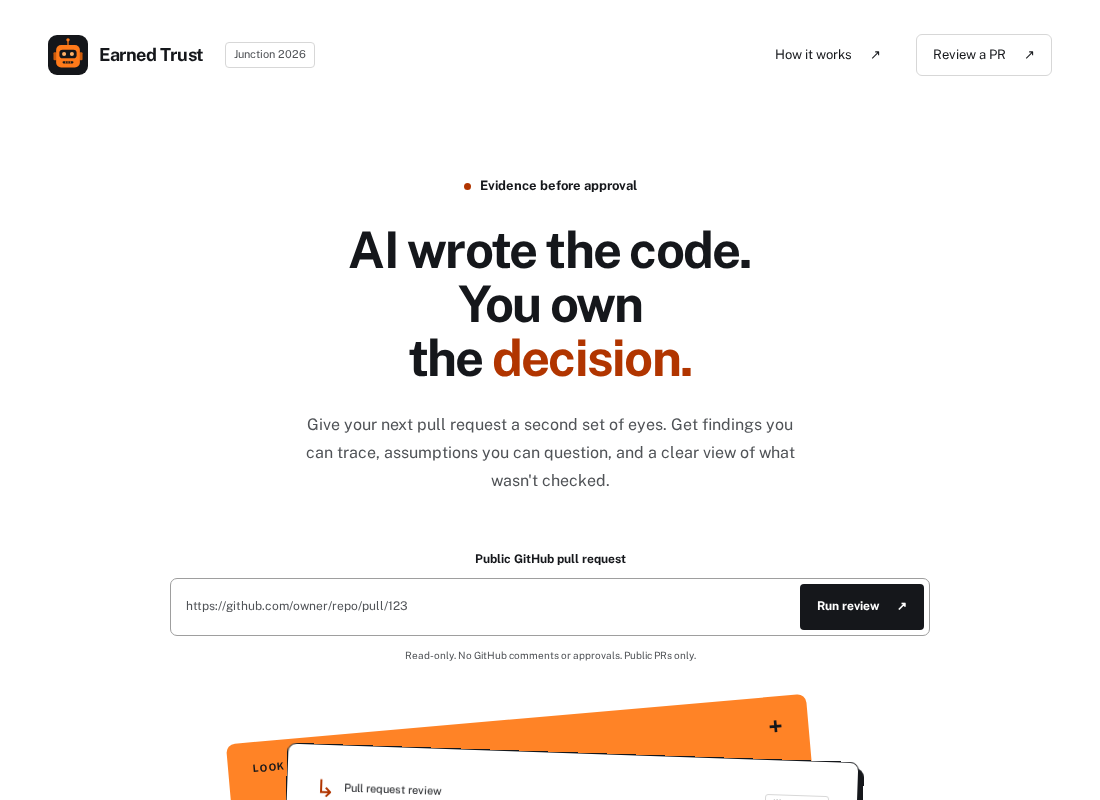 Earned Trust
Junction 2026
How it works ↗
Review a PR ↗
Evidence before approval
AI wrote the code.
You own
the decision.
Give your next pull request a second set of eyes. Get findings you
can trace, assumptions you can question, and a clear view of what
wasn't checked.
Public GitHub pull request
https://github.com/owner/repo/pull/123
Run review ↗
Read-only. No GitHub comments or approvals. Public PRs only.
+
LOOK
Pull request review